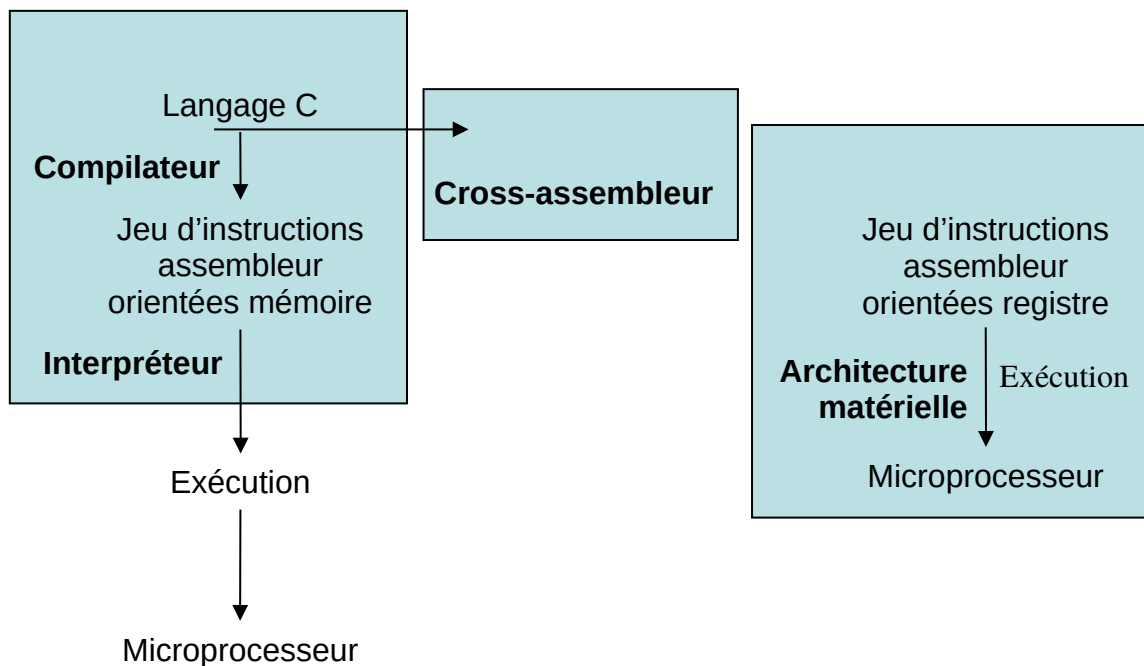 Langage C
Compilateur
Jeu d’instructions
assembleur
orientées mémoire
Interpréteur
Exécution
Microprocesseur
Cross-assembleur
Jeu d’instructions
assembleur
orientées registre
Architecture
matérielle
Exécution
Microprocesseur